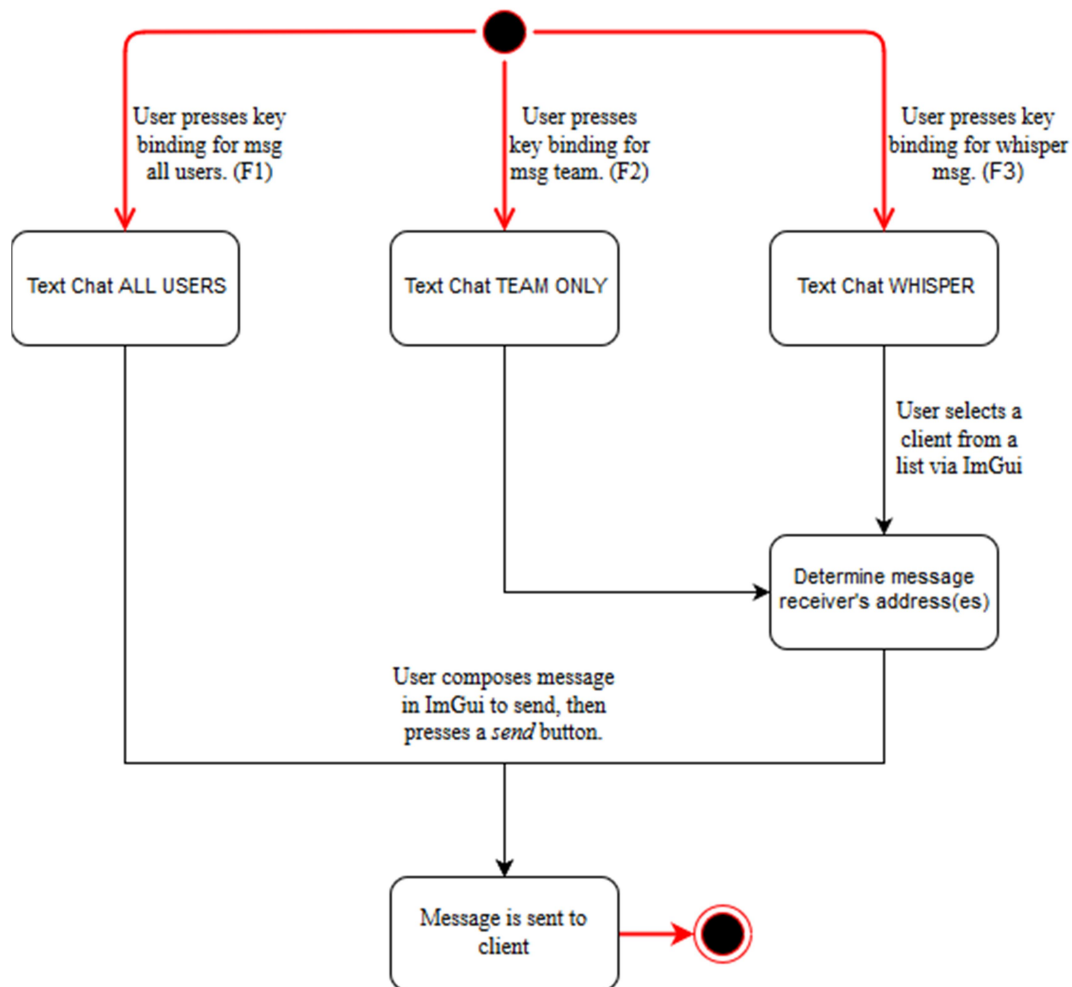 User presses key
binding for msg
all users. (F1)
User presses
key binding for
msg team. (F2)
User presses key
binding for whisper
msg. (F3)
Text Chat ALL USERS
Text Chat TEAM ONLY
Text Chat WHISPER
User selects a
client from a
list via ImGui
Determine message
receiver's address(es)
User composes message
in ImGui to send, then
presses a send button.
Message is sent to
client